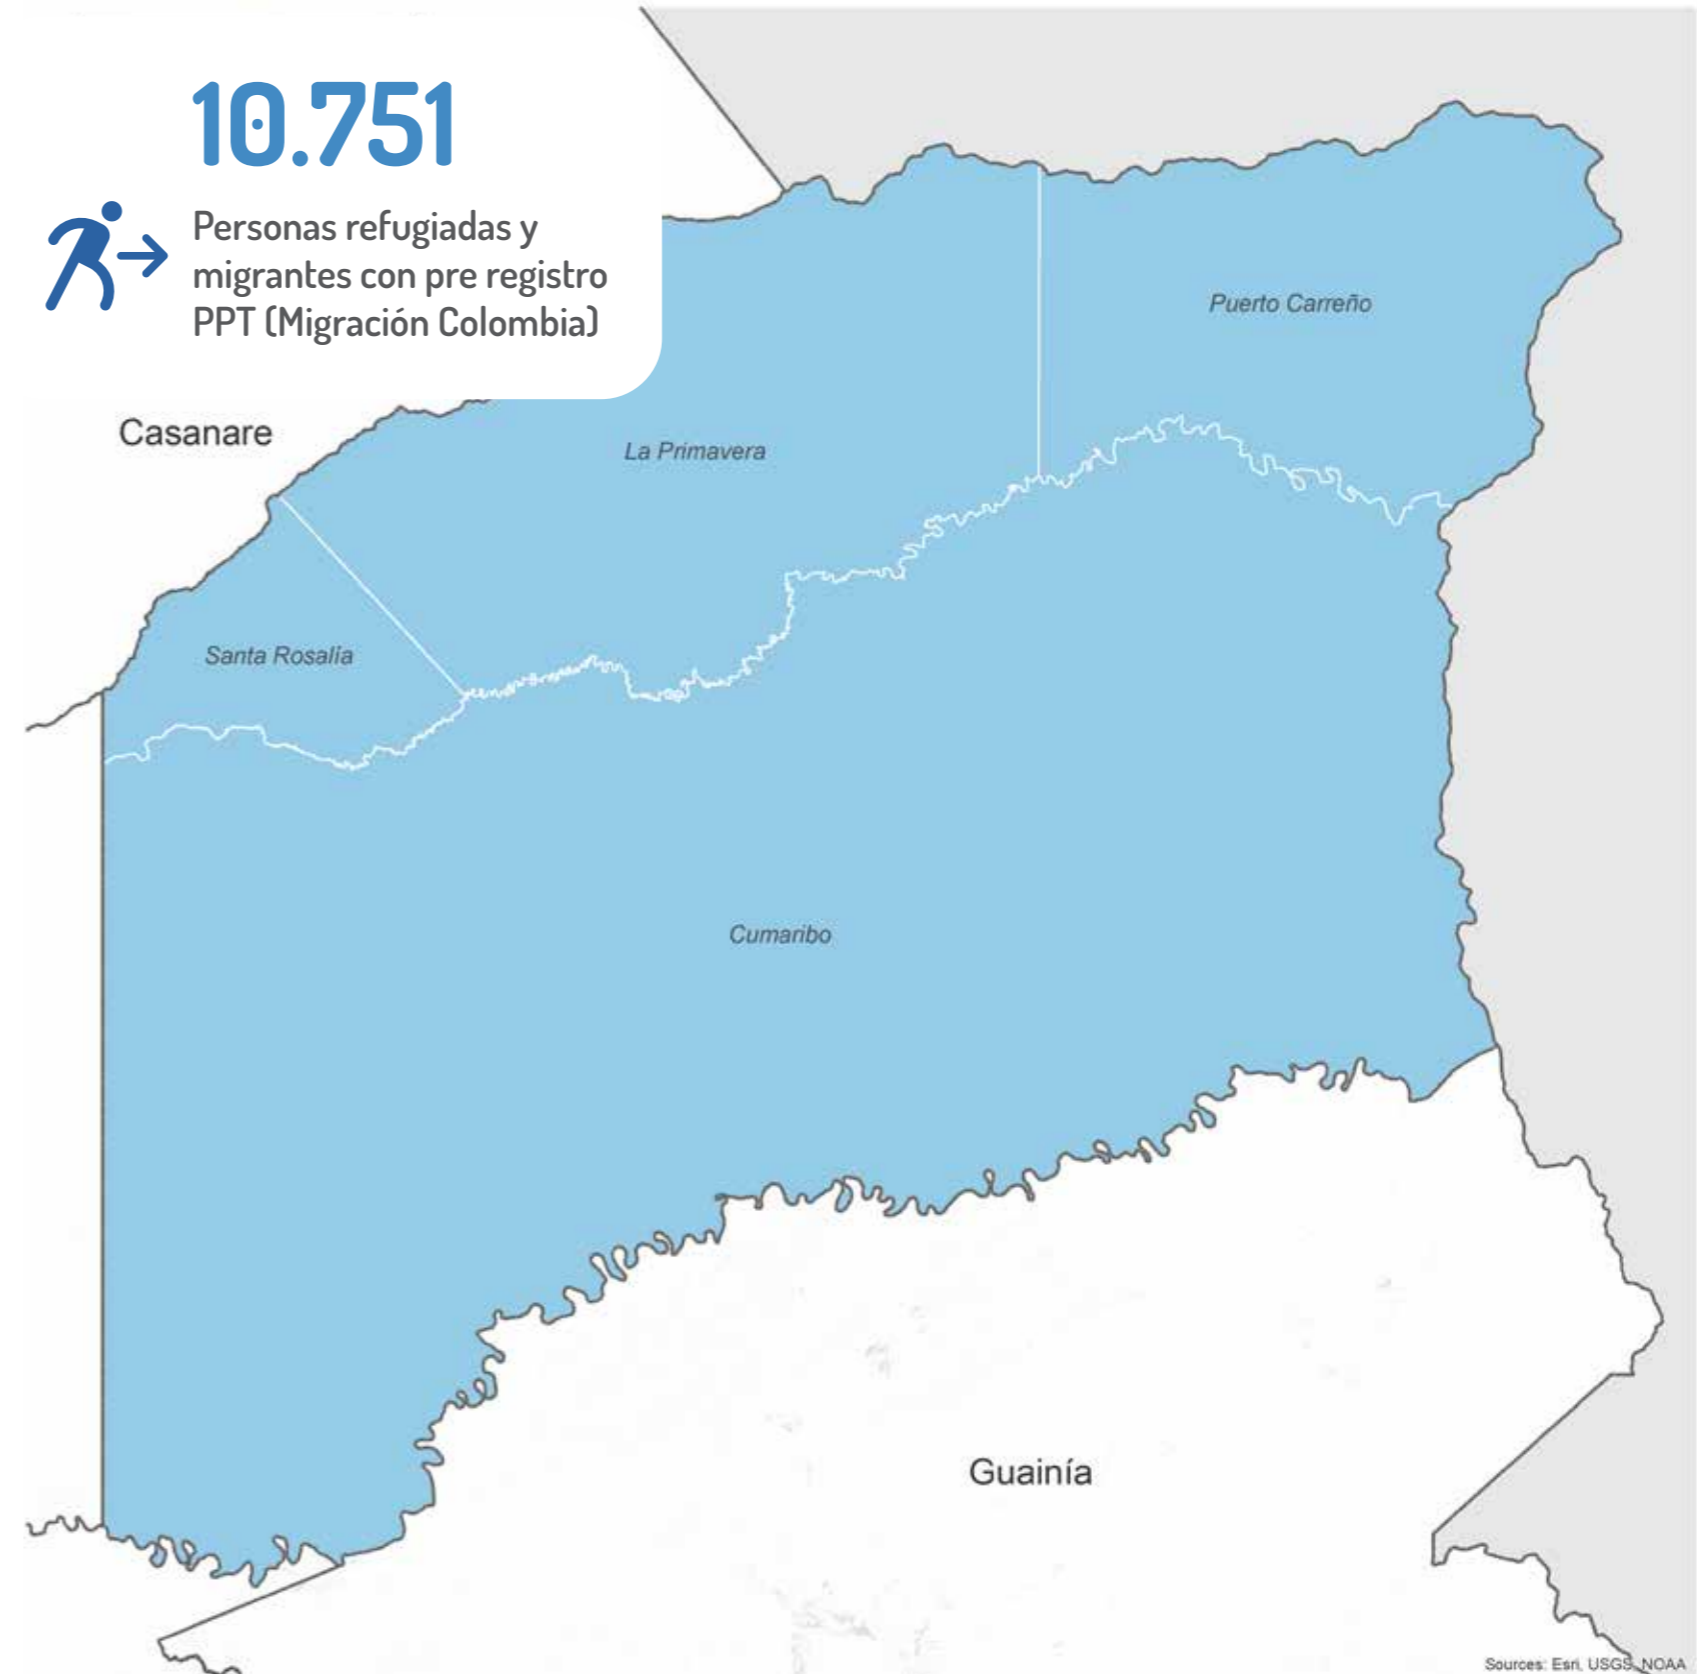 10.751
Personas refugiadas y
migrantes con pre registro
PPT (Migración Colombia)
Puerto Carreño
Casanare
La Primavera
Santa Rosalía
Cumaribo
Guainía
Sources: Esri, USGS, NOAA